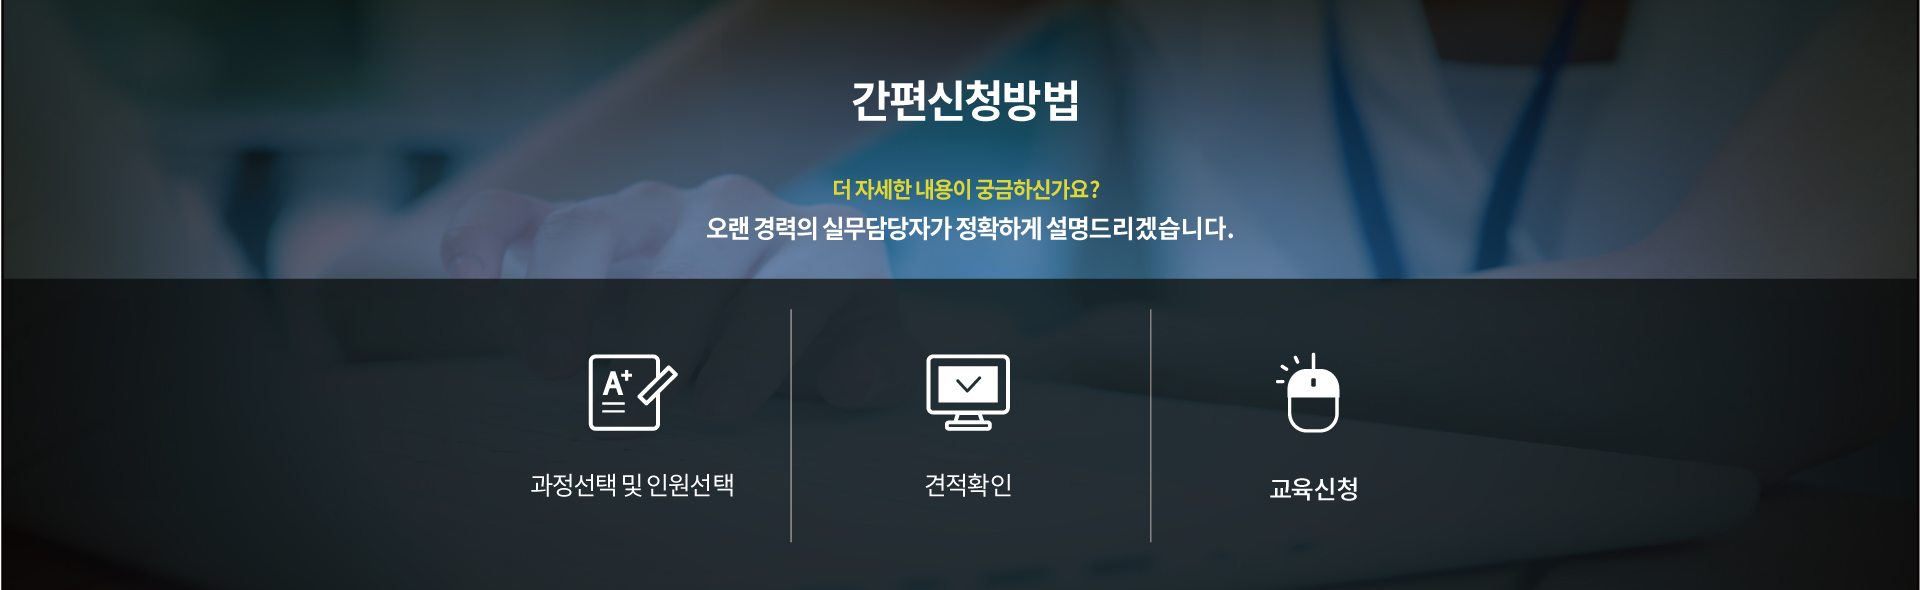 간편신청방법
더 자세한 내용이 궁금하신가요?
오랜 경력의 실무담당자가 정확하게 설명드리겠습니다.
A+
과정선택 및 인원선택
견적확인
교육신청